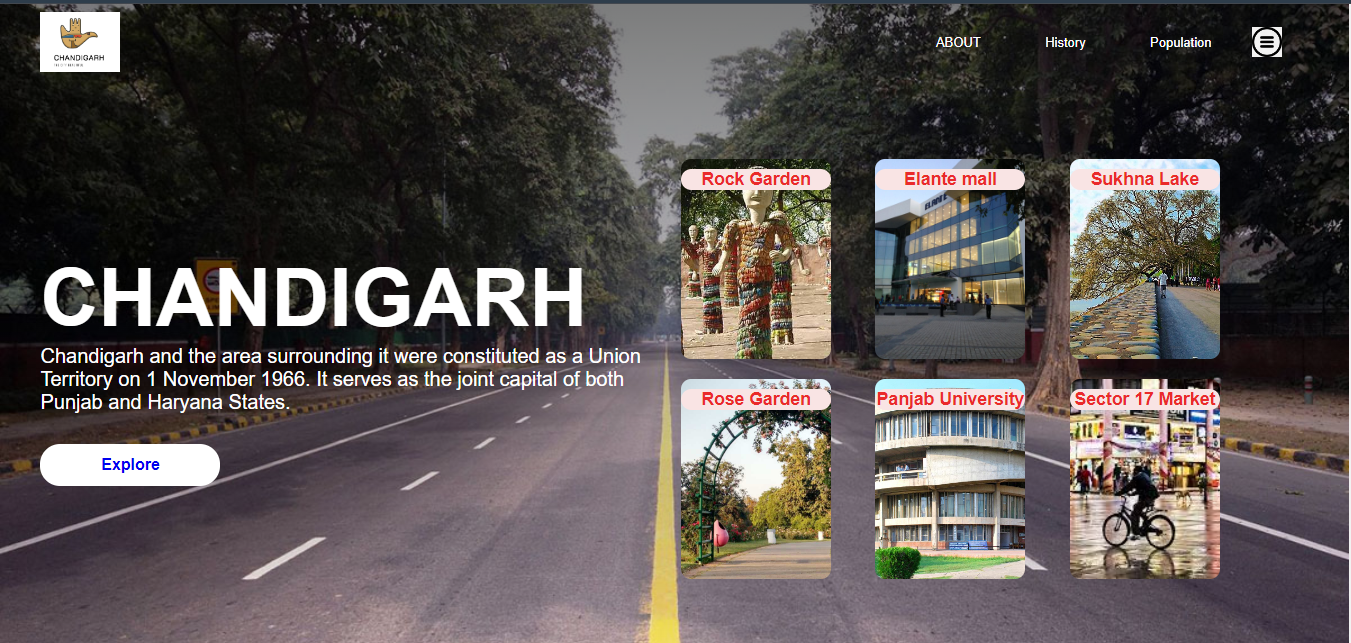 CHANDIGARH
ABOUT
History
Population
Rock Garden
Elante mall
Sukhna Lake
CHANDIGARH
Chandigarh and the area surrounding it were constituted as a Union
Territory on 1 November 1966. It serves as the joint capital of both
Punjab and Haryana States.
Explore
Rose Garden
Panjab University
Sector 17 Market